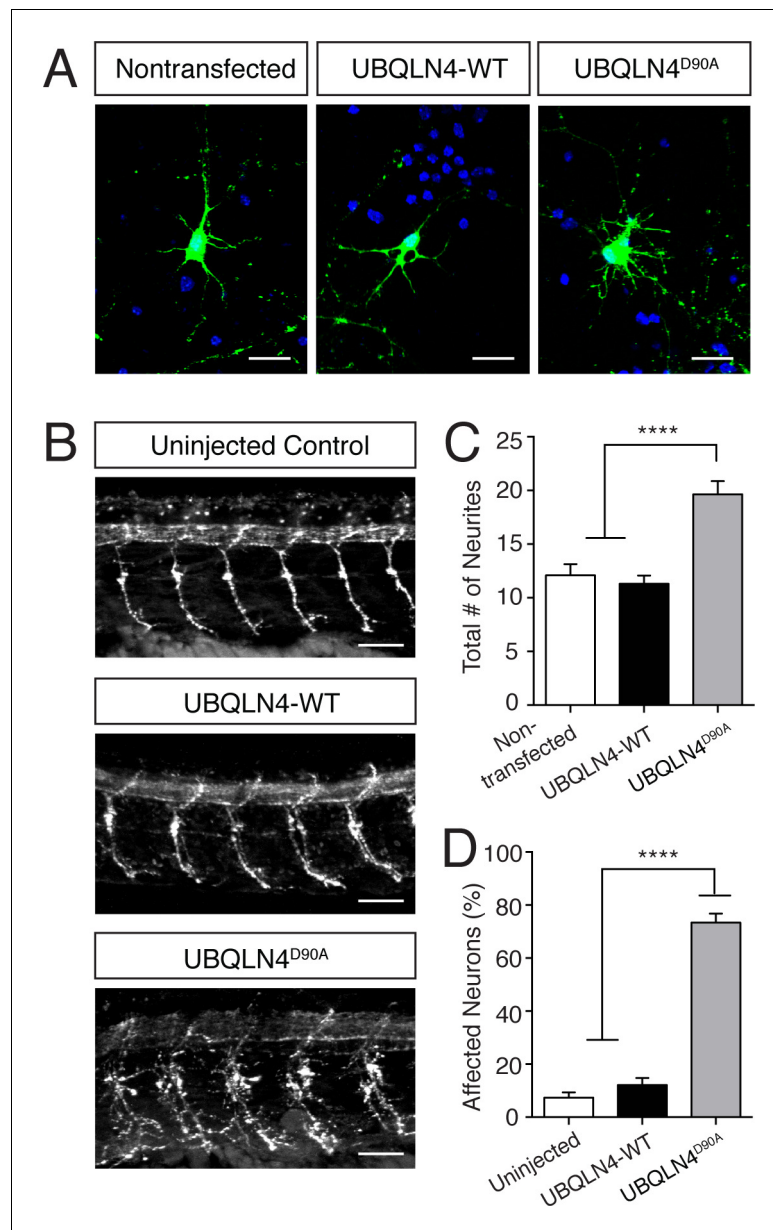 A
Nontransfected
UBQLN4-WT
UBQLN4ᴰ⁹⁰ᴬ
B
Uninjected Control
UBQLN4-WT
UBQLN4ᴰ⁹⁰ᴬ
C
Total # of Neurites
25
20
15
10
5
0
****
Non-
transfected
UBQLN4-WT
UBQLN4ᴰ⁹⁰ᴬ
D
Affected Neurons (%)
100
80
60
40
20
0
****
Uninjected
UBQLN4-WT
UBQLN4ᴰ⁹⁰ᴬ